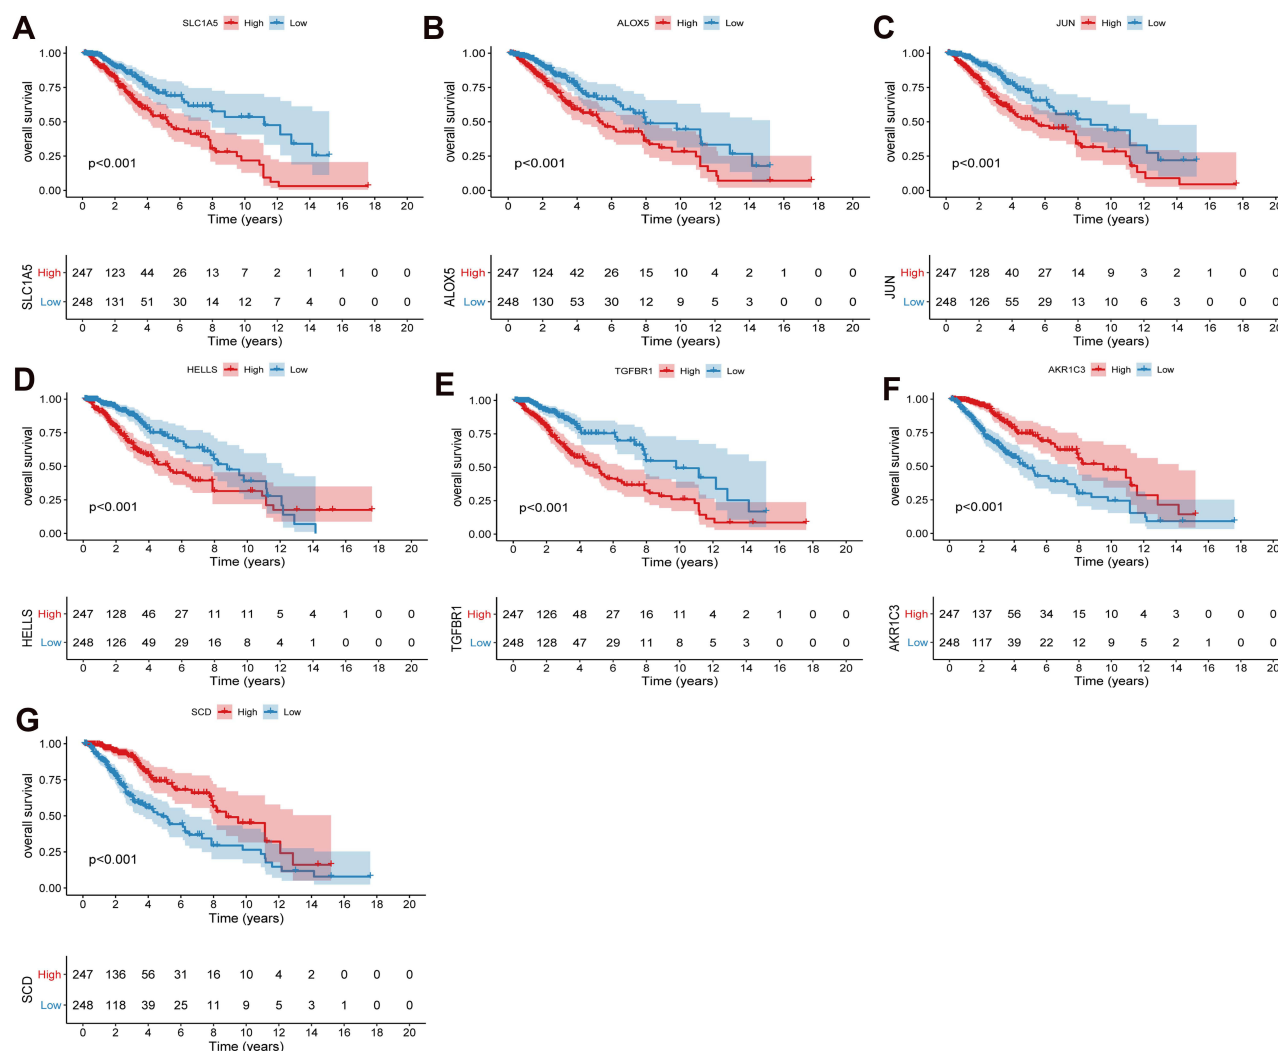 A
SLC1A5 High Low
overall survival
1.00
0.75
0.50
0.25
0.00
p<0.001
0 2 4 6 8 10 12 14 16 18 20
Time (years)
SLC1A5
High 247 123 44 26 13 7 2 1 1 0 0
Low 248 131 51 30 14 12 7 4 0 0 0
0 2 4 6 8 10 12 14 16 18 20
Time (years)
B
ALOX5 High Low
overall survival
1.00
0.75
0.50
0.25
0.00
p<0.001
0 2 4 6 8 10 12 14 16 18 20
Time (years)
ALOX5
High 247 124 42 26 15 10 4 2 1 0 0
Low 248 130 53 30 12 9 5 3 0 0 0
0 2 4 6 8 10 12 14 16 18 20
Time (years)
C
JUN High Low
overall survival
1.00
0.75
0.50
0.25
0.00
p<0.001
0 2 4 6 8 10 12 14 16 18 20
Time (years)
JUN
High 247 128 40 27 14 9 3 2 1 0 0
Low 248 126 55 29 13 10 6 3 0 0 0
0 2 4 6 8 10 12 14 16 18 20
Time (years)
D
HELLS High Low
overall survival
1.00
0.75
0.50
0.25
0.00
p<0.001
0 2 4 6 8 10 12 14 16 18 20
Time (years)
HELLS
High 247 128 46 27 11 11 5 4 1 0 0
Low 248 126 49 29 16 8 4 1 0 0 0
0 2 4 6 8 10 12 14 16 18 20
Time (years)
E
TGFBR1 High Low
overall survival
1.00
0.75
0.50
0.25
0.00
p<0.001
0 2 4 6 8 10 12 14 16 18 20
Time (years)
TGFBR1
High 247 126 48 27 16 11 4 2 1 0 0
Low 248 128 47 29 11 8 5 3 0 0 0
0 2 4 6 8 10 12 14 16 18 20
Time (years)
F
AKR1C3 High Low
overall survival
1.00
0.75
0.50
0.25
0.00
p<0.001
0 2 4 6 8 10 12 14 16 18 20
Time (years)
AKR1C3
High 247 137 56 34 15 10 4 3 0 0 0
Low 248 117 39 22 12 9 5 2 1 0 0
0 2 4 6 8 10 12 14 16 18 20
Time (years)
G
SCD High Low
overall survival
1.00
0.75
0.50
0.25
0.00
p<0.001
0 2 4 6 8 10 12 14 16 18 20
Time (years)
SCD
High 247 136 56 31 16 10 4 2 0 0 0
Low 248 118 39 25 11 9 5 3 1 0 0
0 2 4 6 8 10 12 14 16 18 20
Time (years)